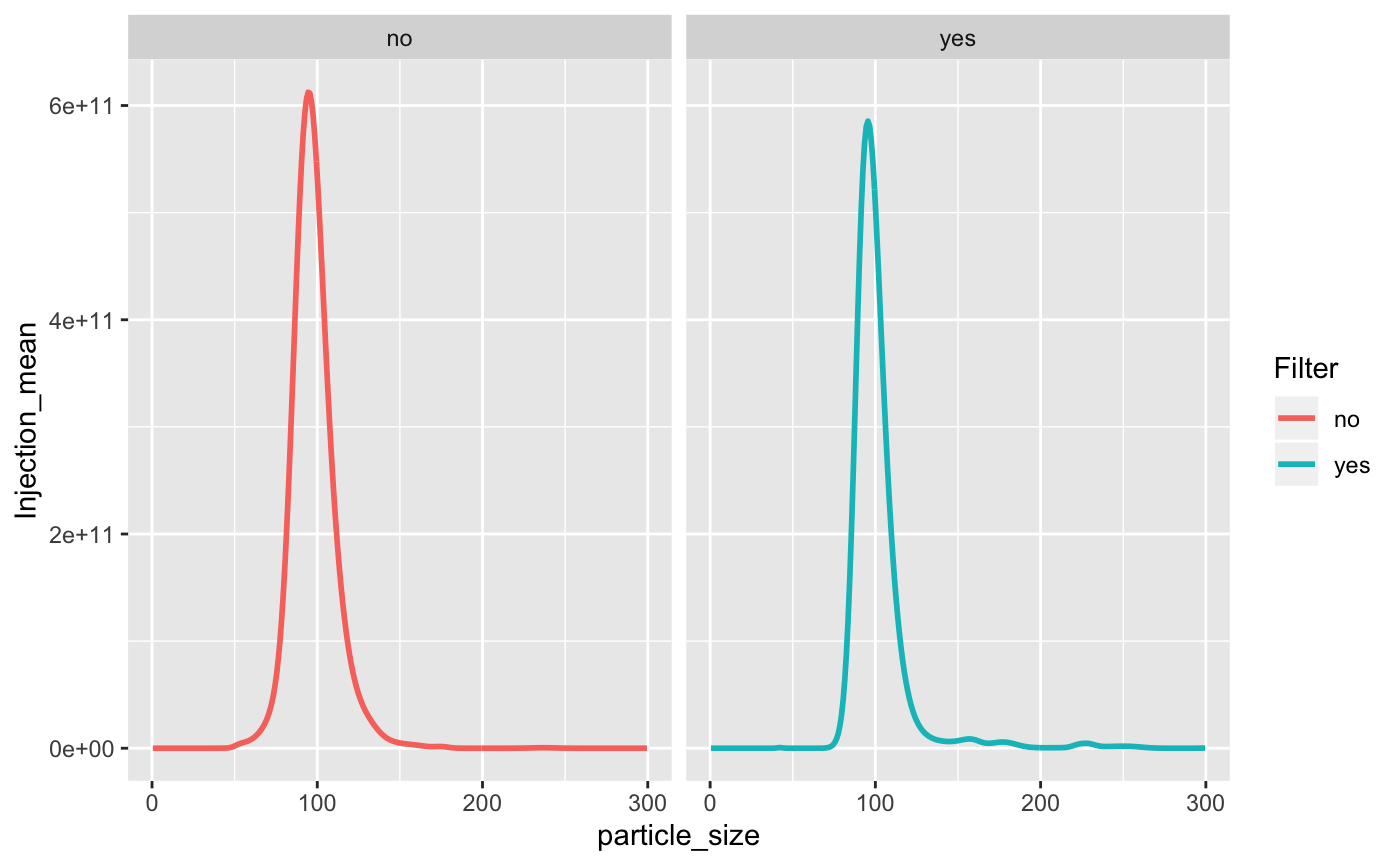 no
yes
6e+11
4e+11
2e+11
0e+00
Injection_mean
0 100 200 300
0 100 200 300
particle_size
Filter
no
yes